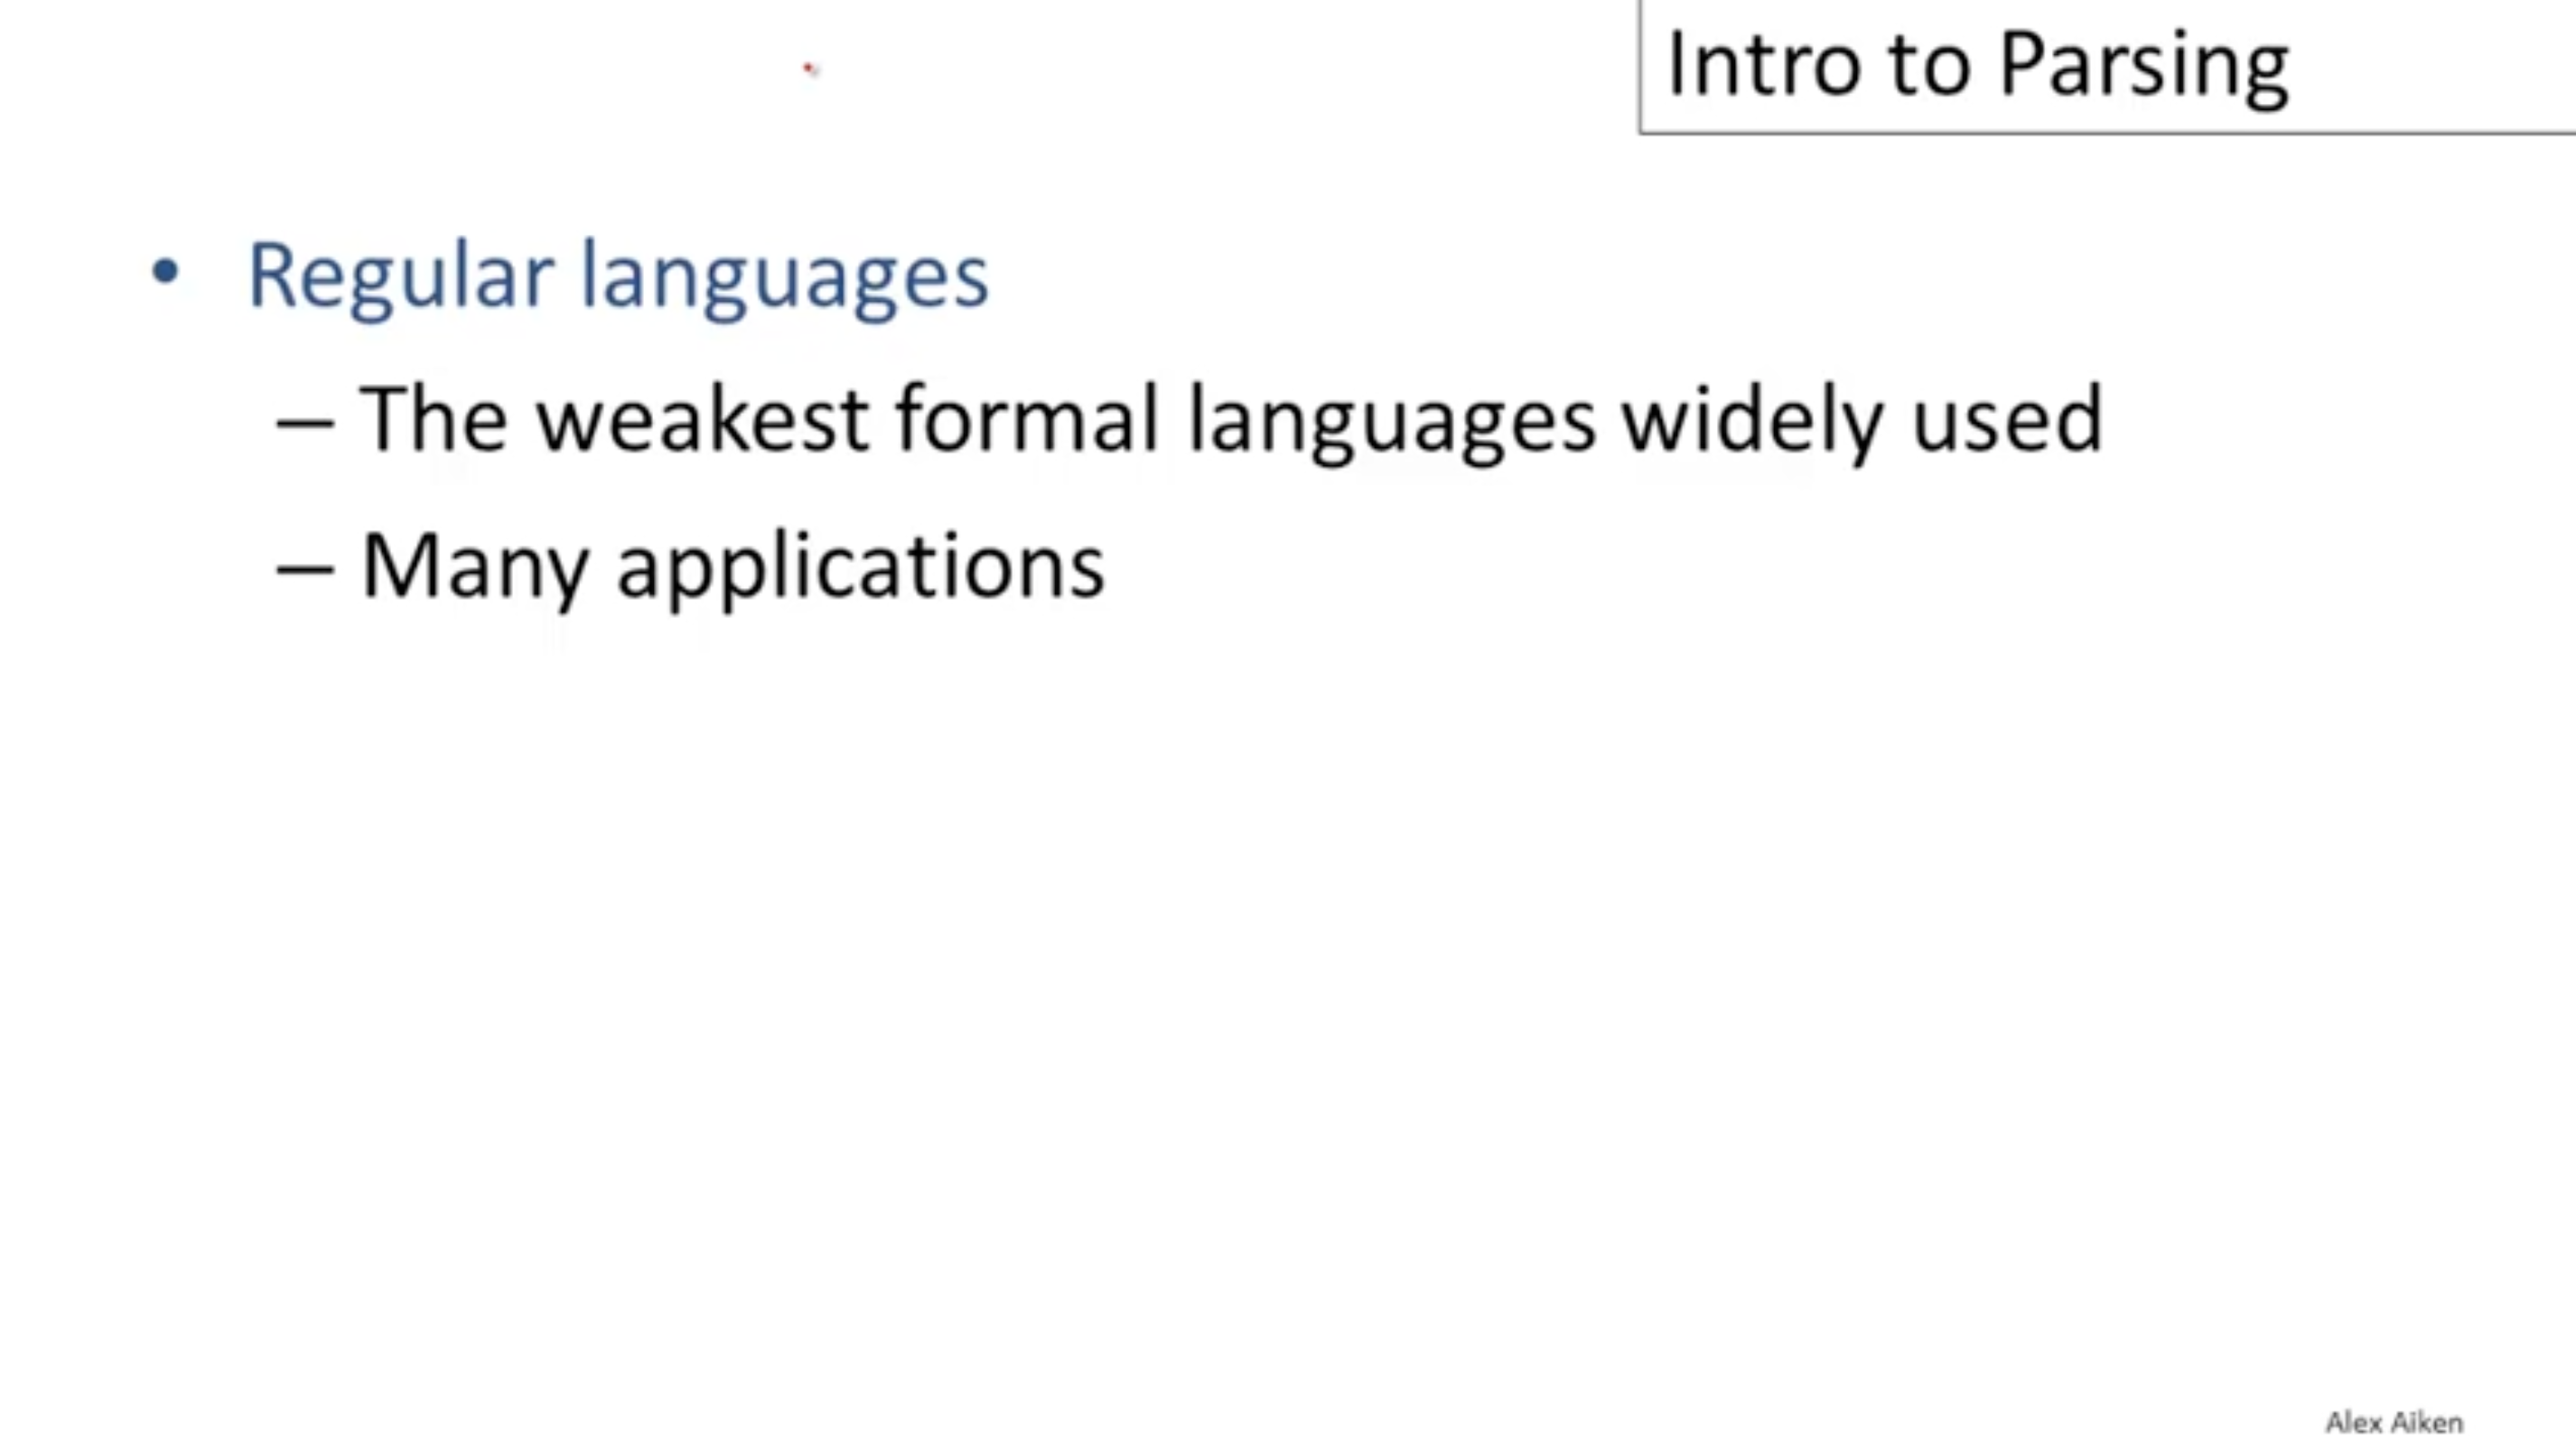 Intro to Parsing
• Regular languages
– The weakest formal languages widely used
– Many applications
Alex Aiken